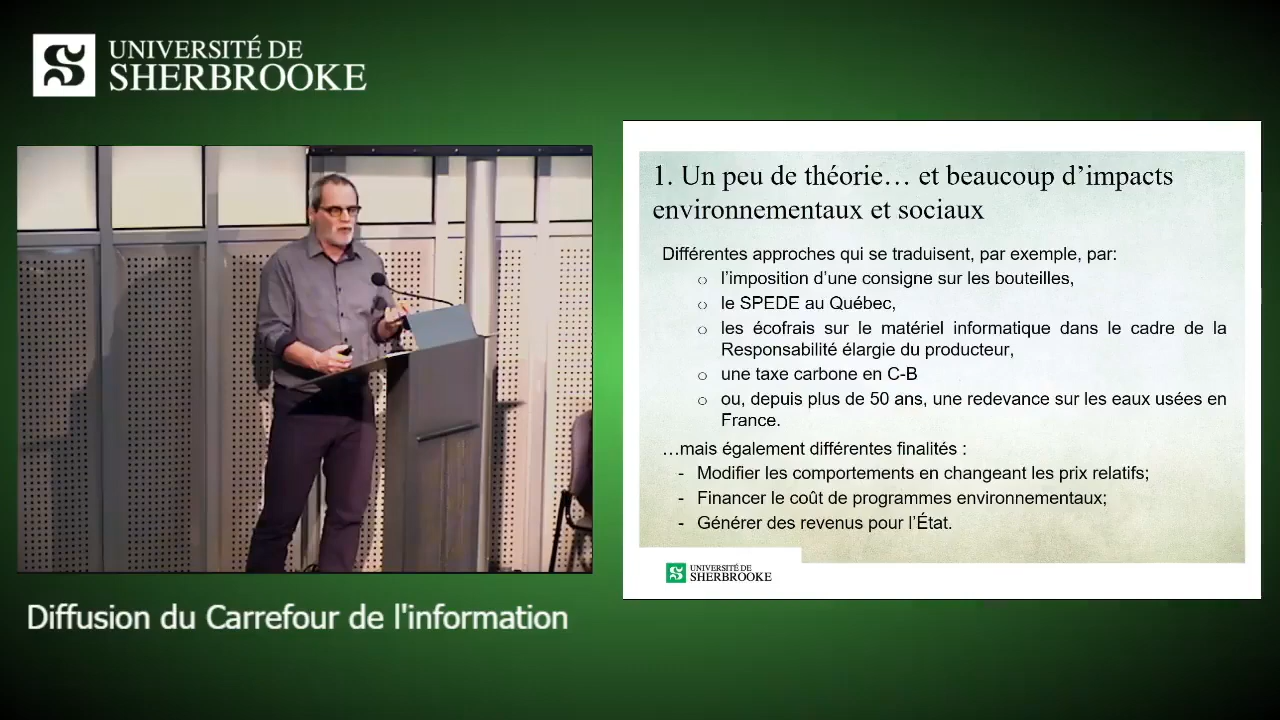 UNIVERSITÉ DE
SHERBROOKE
1. Un peu de théorie… et beaucoup d’impacts
environnementaux et sociaux
Différentes approches qui se traduisent, par exemple, par:
o l’imposition d’une consigne sur les bouteilles,
o le SPEDE au Québec,
o les écofrais sur le matériel informatique dans le cadre de la
Responsabilité élargie du producteur,
o une taxe carbone en C-B
o ou, depuis plus de 50 ans, une redevance sur les eaux usées en
France.
…mais également différentes finalités :
- Modifier les comportements en changeant les prix relatifs;
- Financer le coût de programmes environnementaux;
- Générer des revenus pour l’État.
UNIVERSITÉ DE
SHERBROOKE
Diffusion du Carrefour de l'information